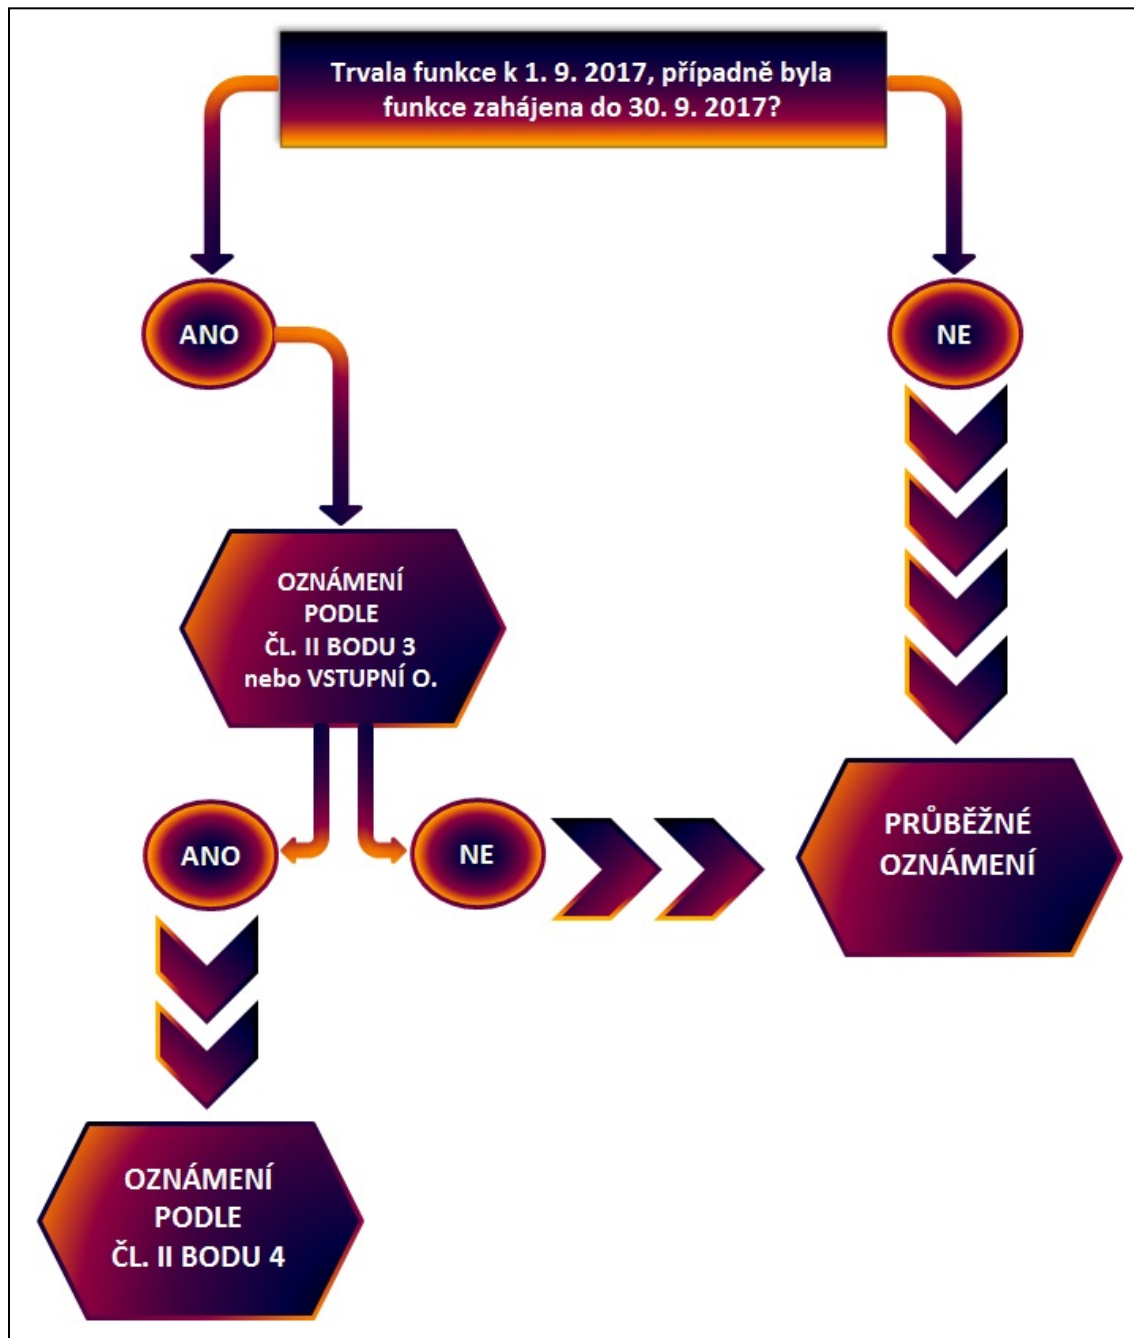 Trvala funkce k 1. 9. 2017, případně byla
funkce zahájena do 30. 9. 2017?
ANO
NE
OZNÁMENÍ
PODLE
ČL. II BODU 3
nebo VSTUPNÍ O.
ANO
NE
PRŮBĚŽNÉ
OZNÁMENÍ
OZNÁMENÍ
PODLE
ČL. II BODU 4